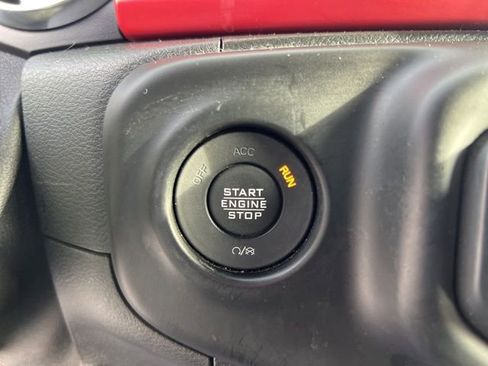 ACC
OFF
RUN
START
ENGINE
STOP